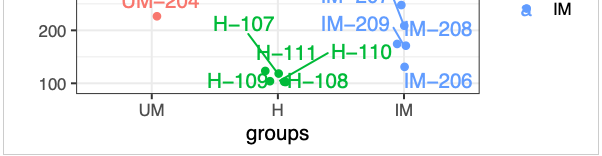 UM-204
IM-207
a IM
H-107
IM-209
IM-208
200
H-111
H-110
H-109
H-108
IM-206
100
UM
H
IM
groups